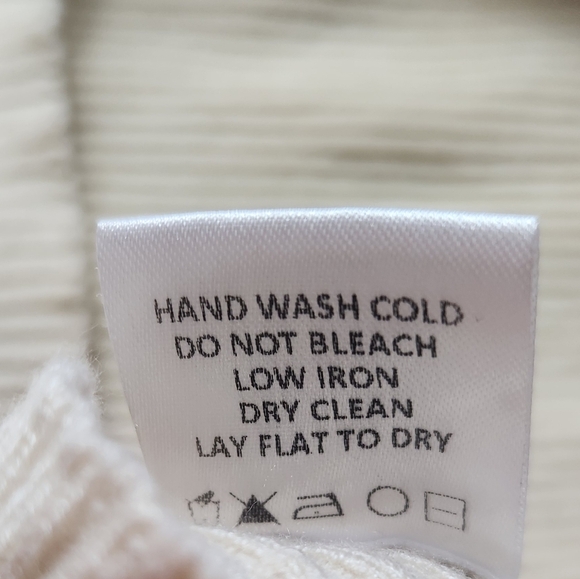 HAND WASH COLD
DO NOT BLEACH
LOW IRON
DRY CLEAN
LAY FLAT TO DRY